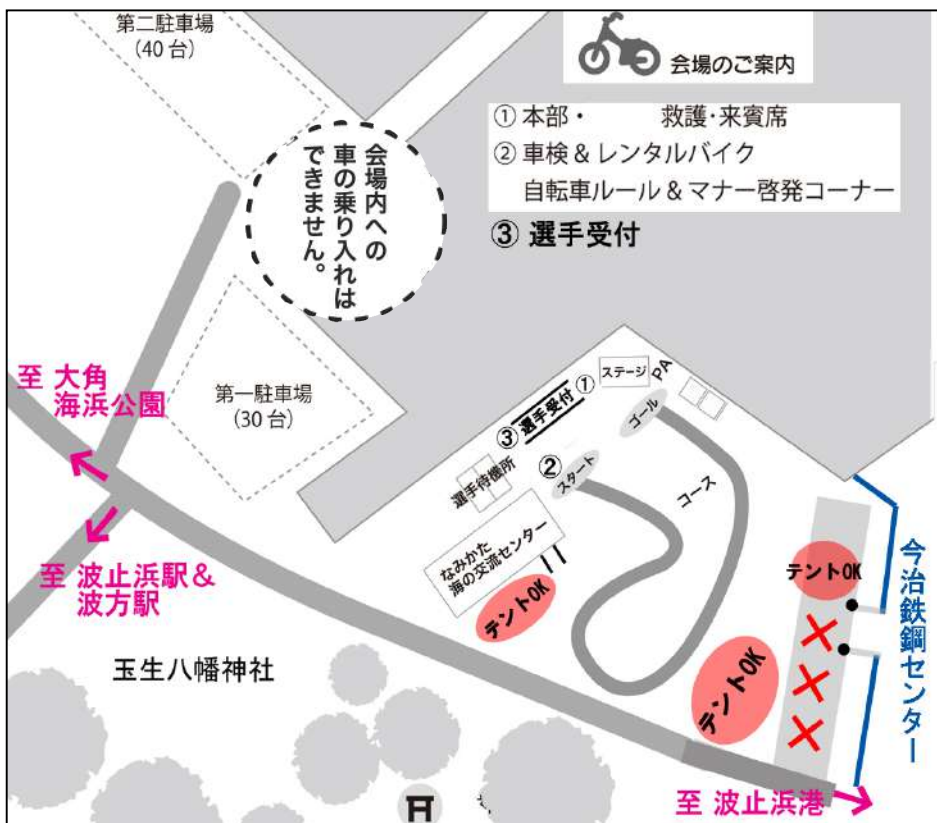 第二駐車場
（40台）
会場のご案内
① 本部・ 救護・来賓席
② 車検 & レンタルバイク
自転車ルール & マナー啓発コーナー
③ 選手受付
会場内への
車の乗り入れは
できません。
至 大角
海浜公園
第一駐車場
（30台）
ステージ
PA
①
③ 選手受付
ゴール
選手待機所
②
スタート
コース
なみかた
海の交流センター
テントOK
テントOK
テントOK
今治鉄鋼センター
至 波止浜駅&
波方駅
玉生八幡神社
至 波止浜港